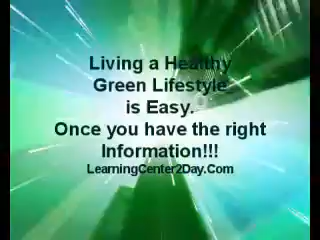 Living a Healthy
Green Lifestyle
is Easy.
Once you have the right
Information!!!
LearningCenter2Day.Com